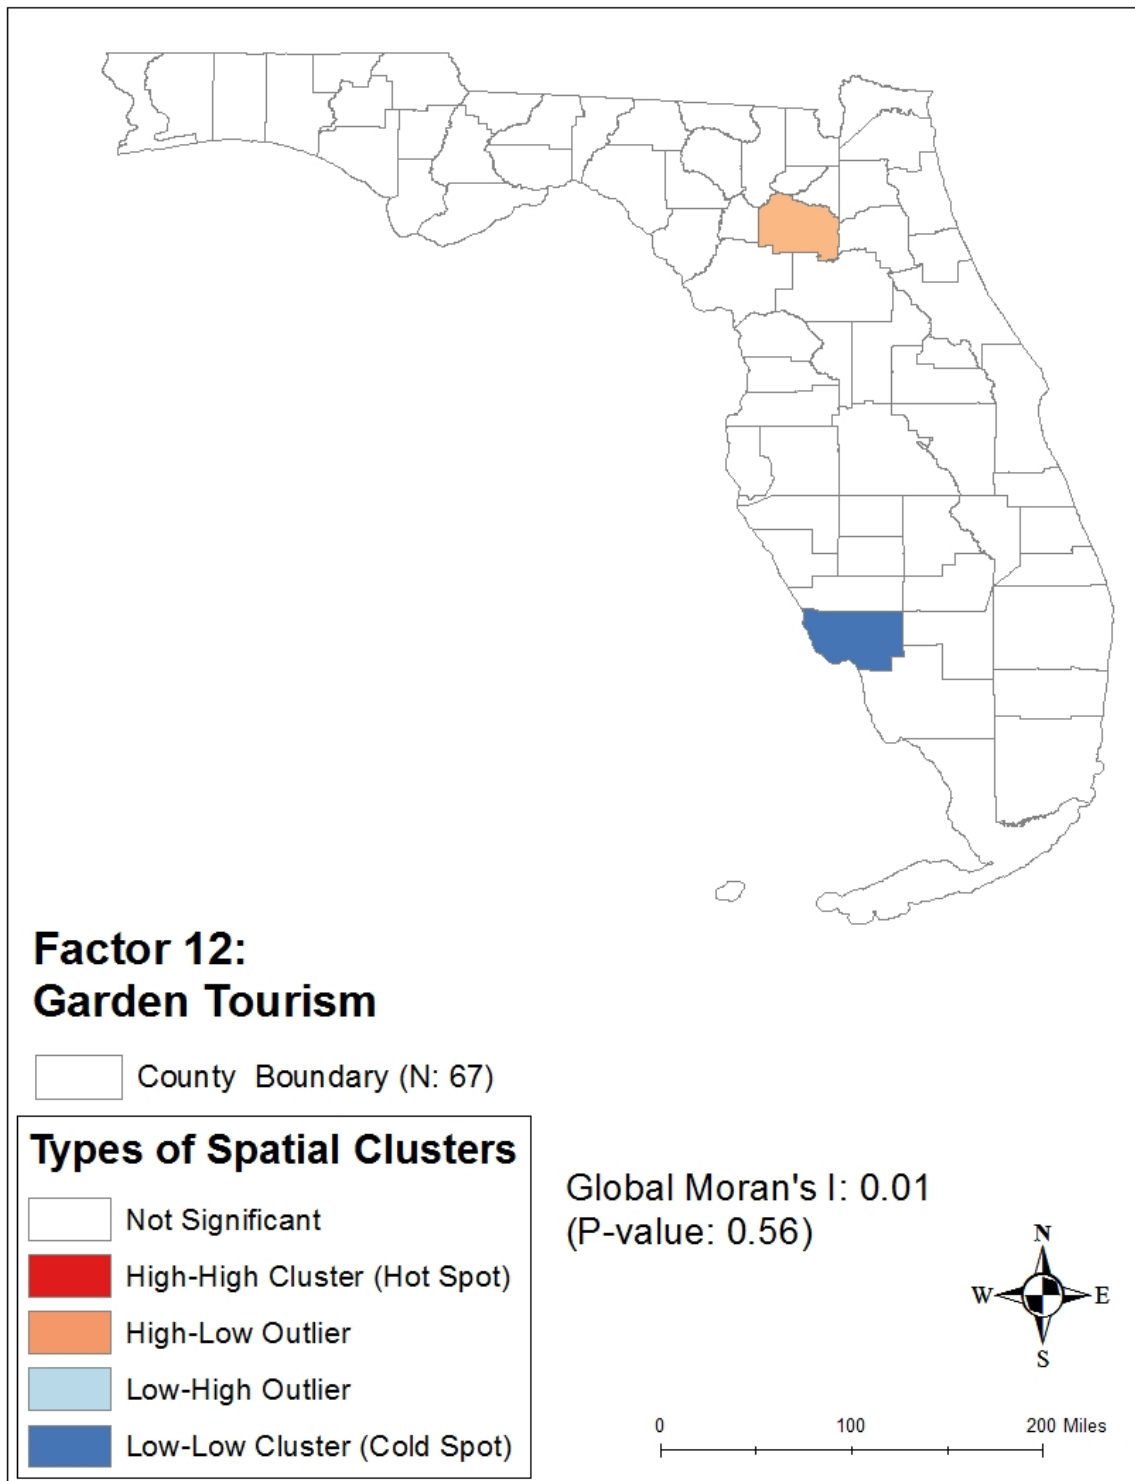 Factor 12:
Garden Tourism
County Boundary (N: 67)
Types of Spatial Clusters
Not Significant
High-High Cluster (Hot Spot)
High-Low Outlier
Low-High Outlier
Low-Low Cluster (Cold Spot)
Global Moran's I: 0.01
(P-value: 0.56)
N
W E
S
0 100 200 Miles